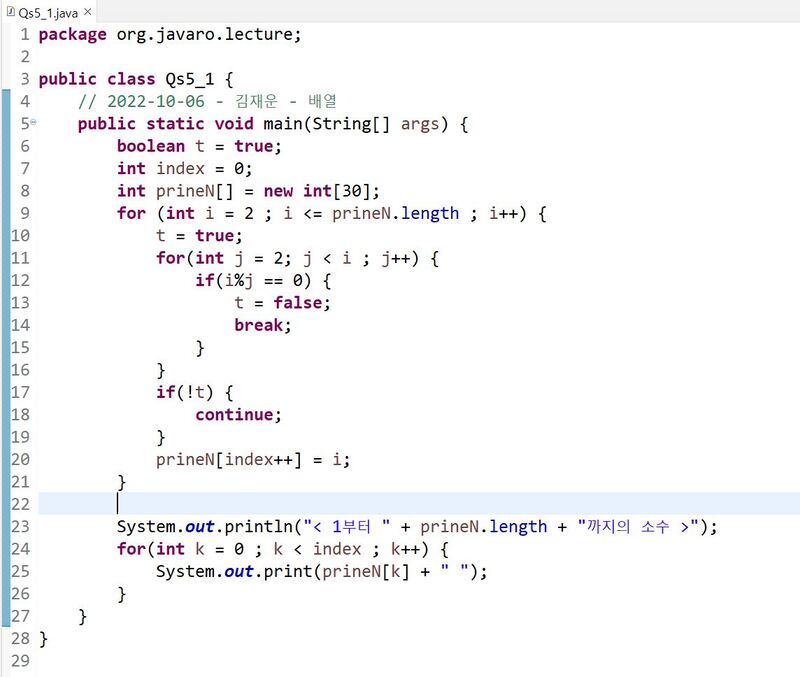 Qs5_1.java
1 package org.javaro.lecture;
2
3 public class Qs5_1 {
4     // 2022-10-06 - 김재운 - 배열
5     public static void main(String[] args) {
6         boolean t = true;
7         int index = 0;
8         int prineN[] = new int[30];
9         for (int i = 2 ; i <= prineN.length ; i++) {
10             t = true;
11             for(int j = 2; j < i ; j++) {
12                 if(i%j == 0) {
13                     t = false;
14                     break;
15                 }
16             }
17             if(!t) {
18                 continue;
19             }
20             prineN[index++] = i;
21         }
22
23         System.out.println("< 1부터 " + prineN.length + "까지의 소수 >");
24         for(int k = 0 ; k < index ; k++) {
25             System.out.print(prineN[k] + " ");
26         }
27     }
28 }
29